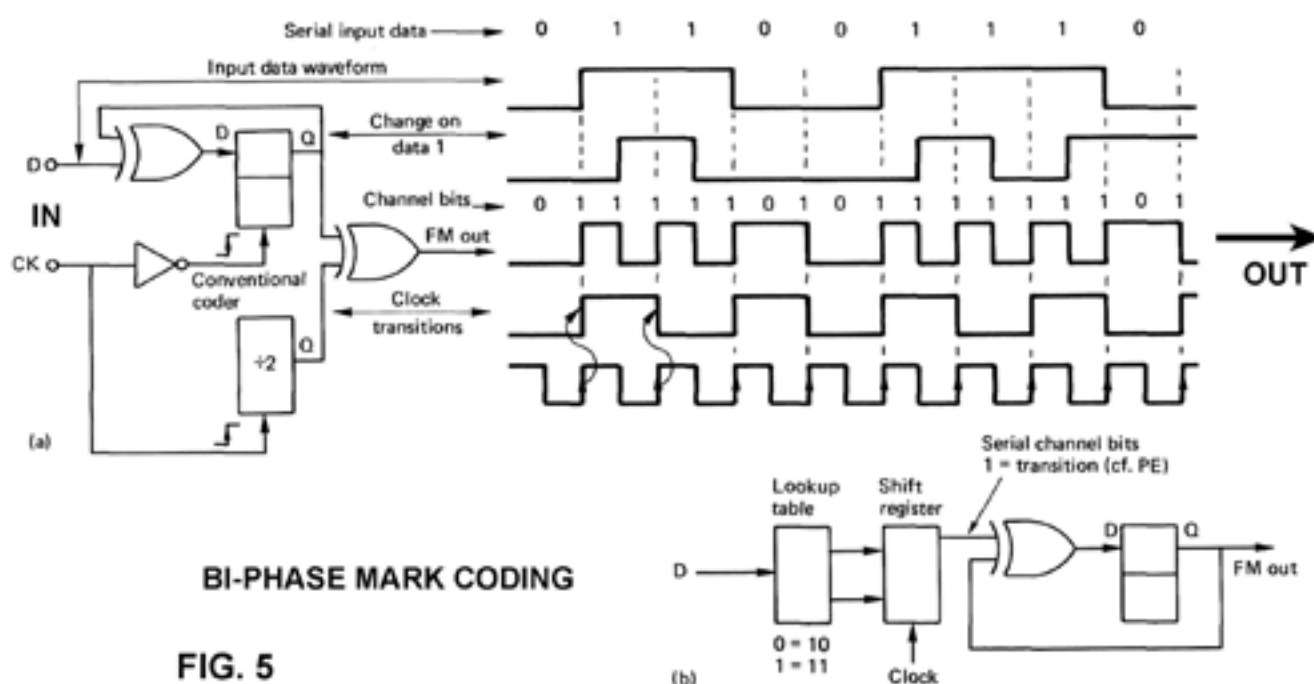 Serial input data 0 1 1 0 0 1 1 1 0
Input data waveform
D Q Change on
data 1
D
IN
Channel bits 0 1 1 1 1 1 0 1 0 1 1 1 1 1 1 1 0 1
FM out
CK
Conventional
coder
OUT
Clock
transitions
Q
÷2
(a)
Serial channel bits
1 = transition (cf. PE)
Lookup
table
Shift
register
D Q
D
FM out
BI-PHASE MARK CODING
0 = 10
1 = 11
Clock
(b)
FIG. 5